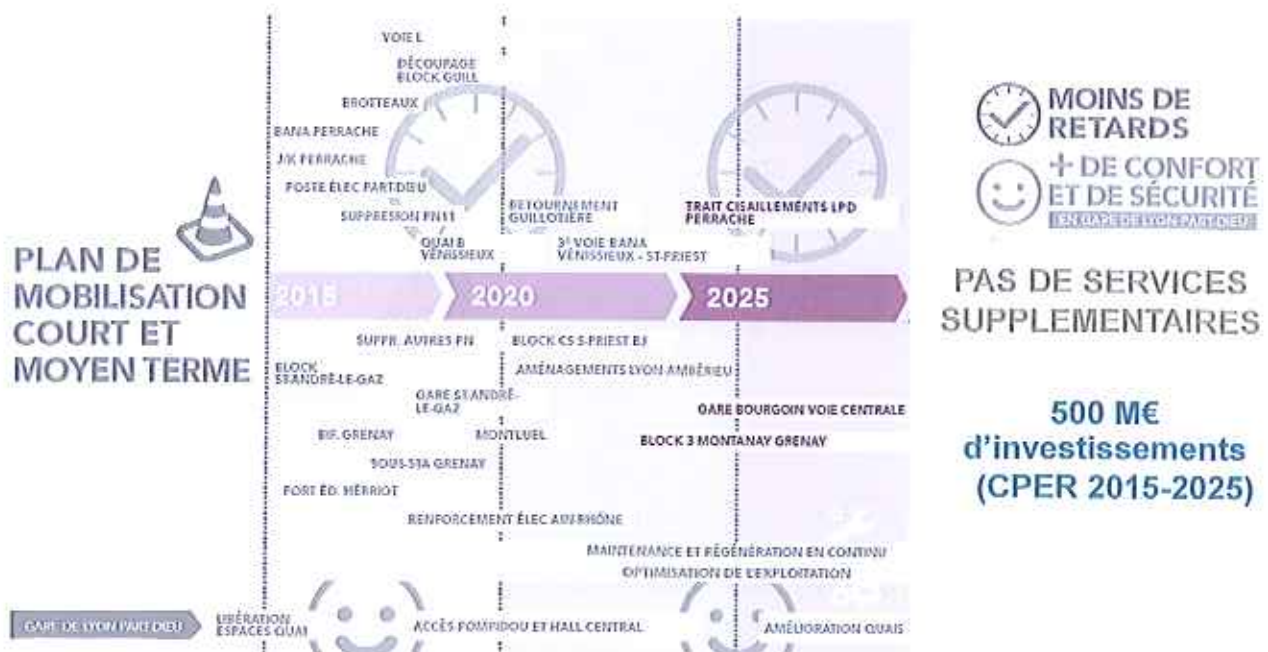 VOIE L
DÉCOUPAGE
BLOCK GUILL
BROTTEAUX
BANA PERRACHE
J/K PERRACHE
POSTE ÉLEC PART-DIEU
SUPPRESION PN11
RETOURNEMENT
GUILLOTIÈRE
TRAIT CISAILLEMENTS LPD
PERRACHE
QUAI B
VÉNISSIEUX
3E VOIE BANA
VÉNISSIEUX - ST-PRIEST
PLAN DE
MOBILISATION
COURT ET
MOYEN TERME
2015
2020
2025
SUPPR. AUTRES PN
BLOCK CS S-PRIEST BJ
BLOCK
ST-ANDRÉ-LE-GAZ
AMÉNAGEMENTS LYON-AMBÉRIEU
GARE ST-ANDRÉ-
LE-GAZ
GARE BOURGOIN VOIE CENTRALE
BIF. GRENAY
MONTLUEL
BLOCK 3 MONTANAY GRENAY
SOUS-STA GRENAY
PORT ÉD. HERRIOT
RENFORCEMENT ÉLEC AIN-RHÔNE
MAINTENANCE ET RÉGÉNÉRATION EN CONTINU
OPTIMISATION DE L'EXPLOITATION
GARE DE LYON PART-DIEU
LIBÉRATION
ESPACES QUAI
ACCÈS POMPIDOU ET HALL CENTRAL
AMÉLIORATION QUAIS
MOINS DE
RETARDS
+ DE CONFORT
ET DE SÉCURITÉ
EN GARE DE LYON PART-DIEU
PAS DE SERVICES
SUPPLEMENTAIRES
500 M€
d'investissements
(CPER 2015-2025)